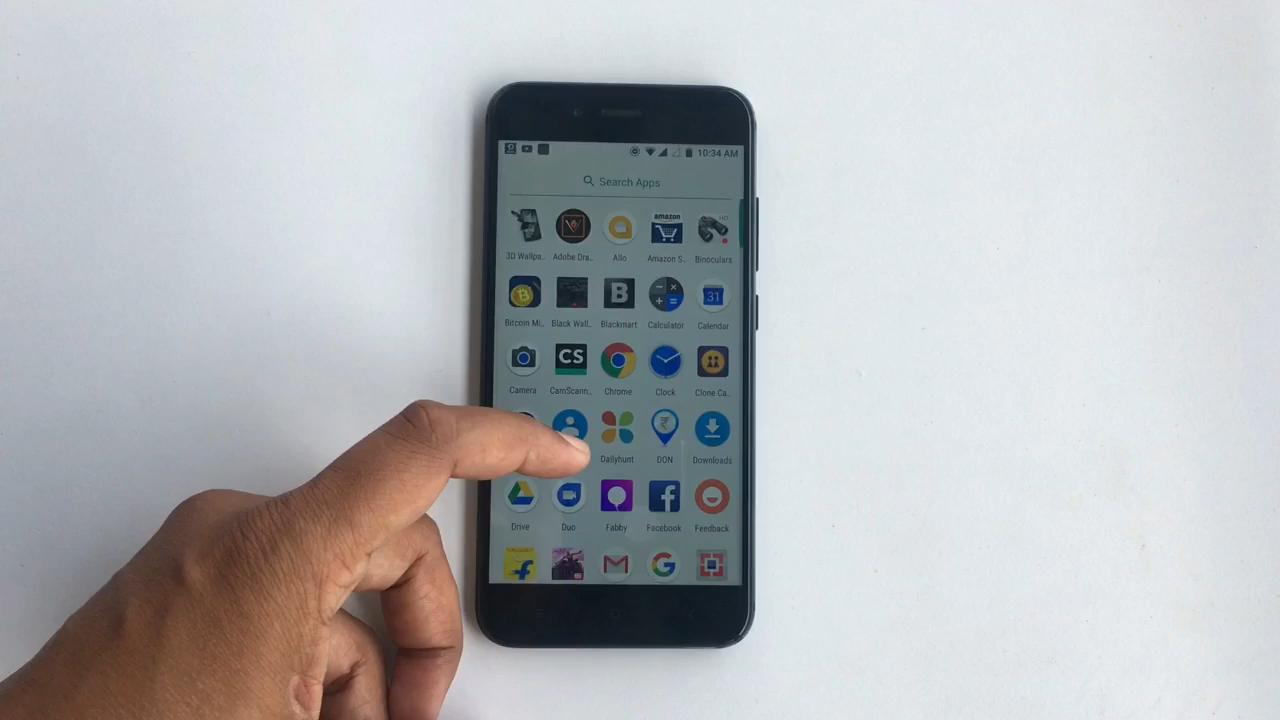 10:34 AM
Search Apps
amazon
HD
3D Wallpa.. Adobe Dra.. Allo Amazon S.. Binoculars
B
31
Bitcoin Mi.. Black Wall.. Blackmart Calculator Calendar
CS
Camera CamScann.. Chrome Clock Clone Ca..
₹
Dailyhunt DON Downloads
f
Drive Duo Fabby Facebook Feedback
f M G